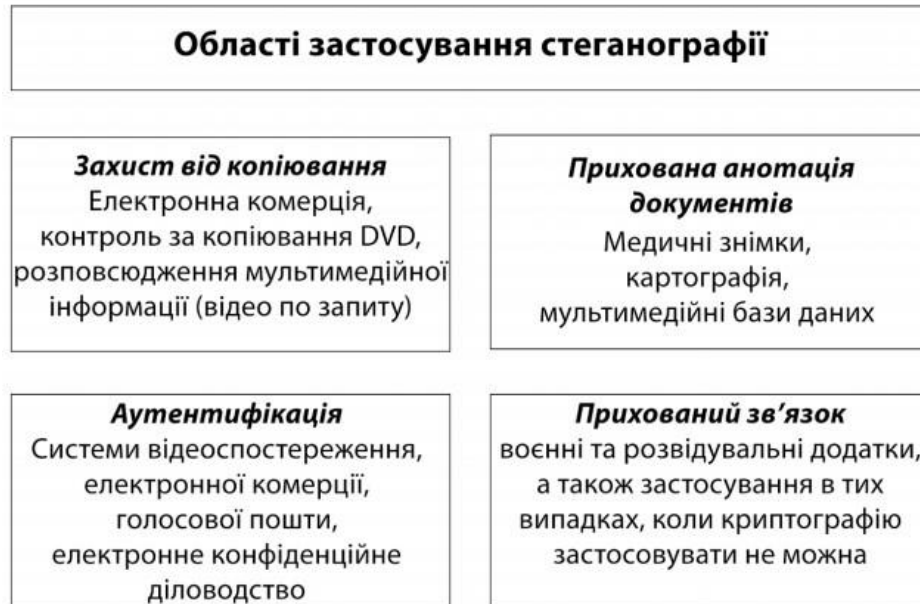 Області застосування стеганографії
Захист від копіювання
Електронна комерція,
контроль за копіювання DVD,
розповсюдження мультимедійної
інформації (відео по запиту)
Прихована анотація
документів
Медичні знімки,
картографія,
мультимедійні бази даних
Аутентифікація
Системи відеоспостереження,
електронної комерції,
голосової пошти,
електронне конфіденційне
діловодство
Прихований зв’язок
воєнні та розвідувальні додатки,
а також застосування в тих
випадках, коли криптографію
застосовувати не можна